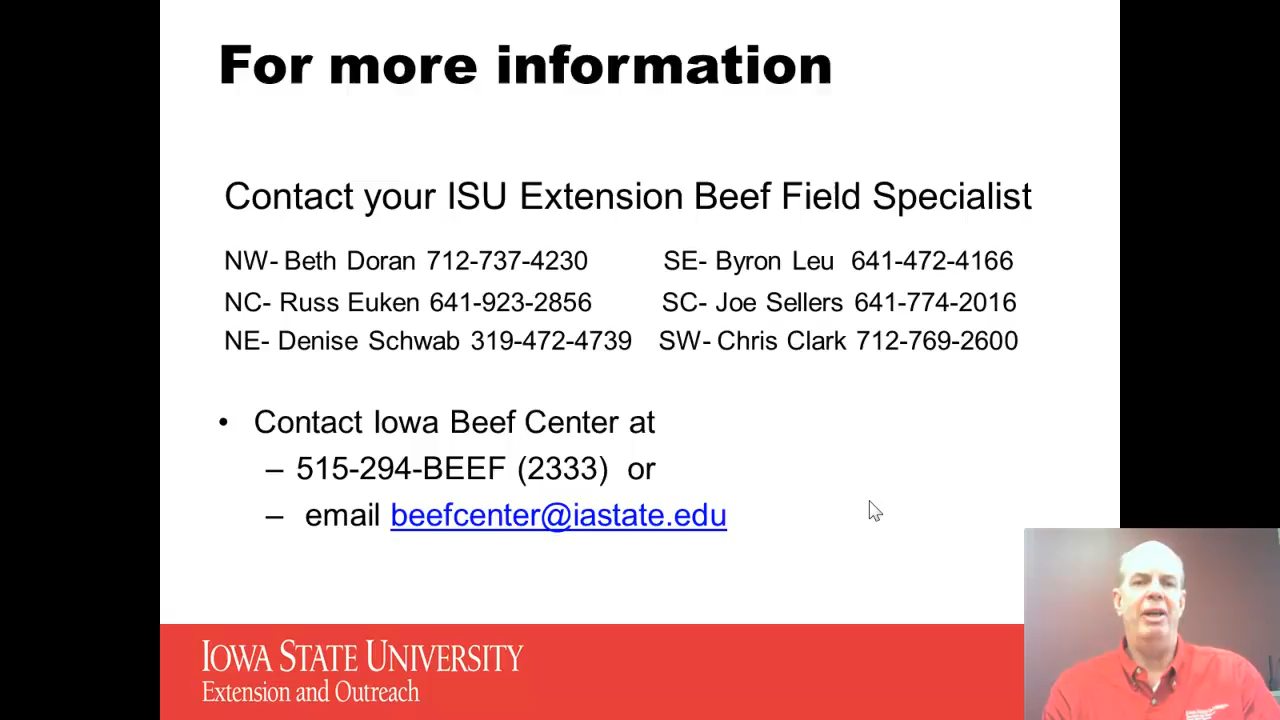 For more information
Contact your ISU Extension Beef Field Specialist
NW- Beth Doran 712-737-4230 SE- Byron Leu 641-472-4166
NC- Russ Euken 641-923-2856 SC- Joe Sellers 641-774-2016
NE- Denise Schwab 319-472-4739 SW- Chris Clark 712-769-2600
• Contact Iowa Beef Center at
– 515-294-BEEF (2333) or
– email beefcenter@iastate.edu
IOWA STATE UNIVERSITY
Extension and Outreach